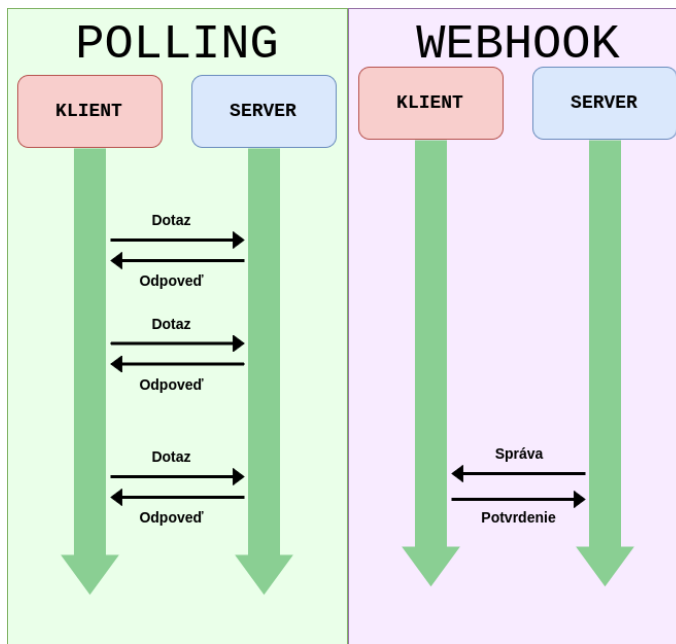 POLLING
KLIENT
SERVER
Dotaz
Odpoveď
Dotaz
Odpoveď
Dotaz
Odpoveď
WEBHOOK
KLIENT
SERVER
Správa
Potvrdenie